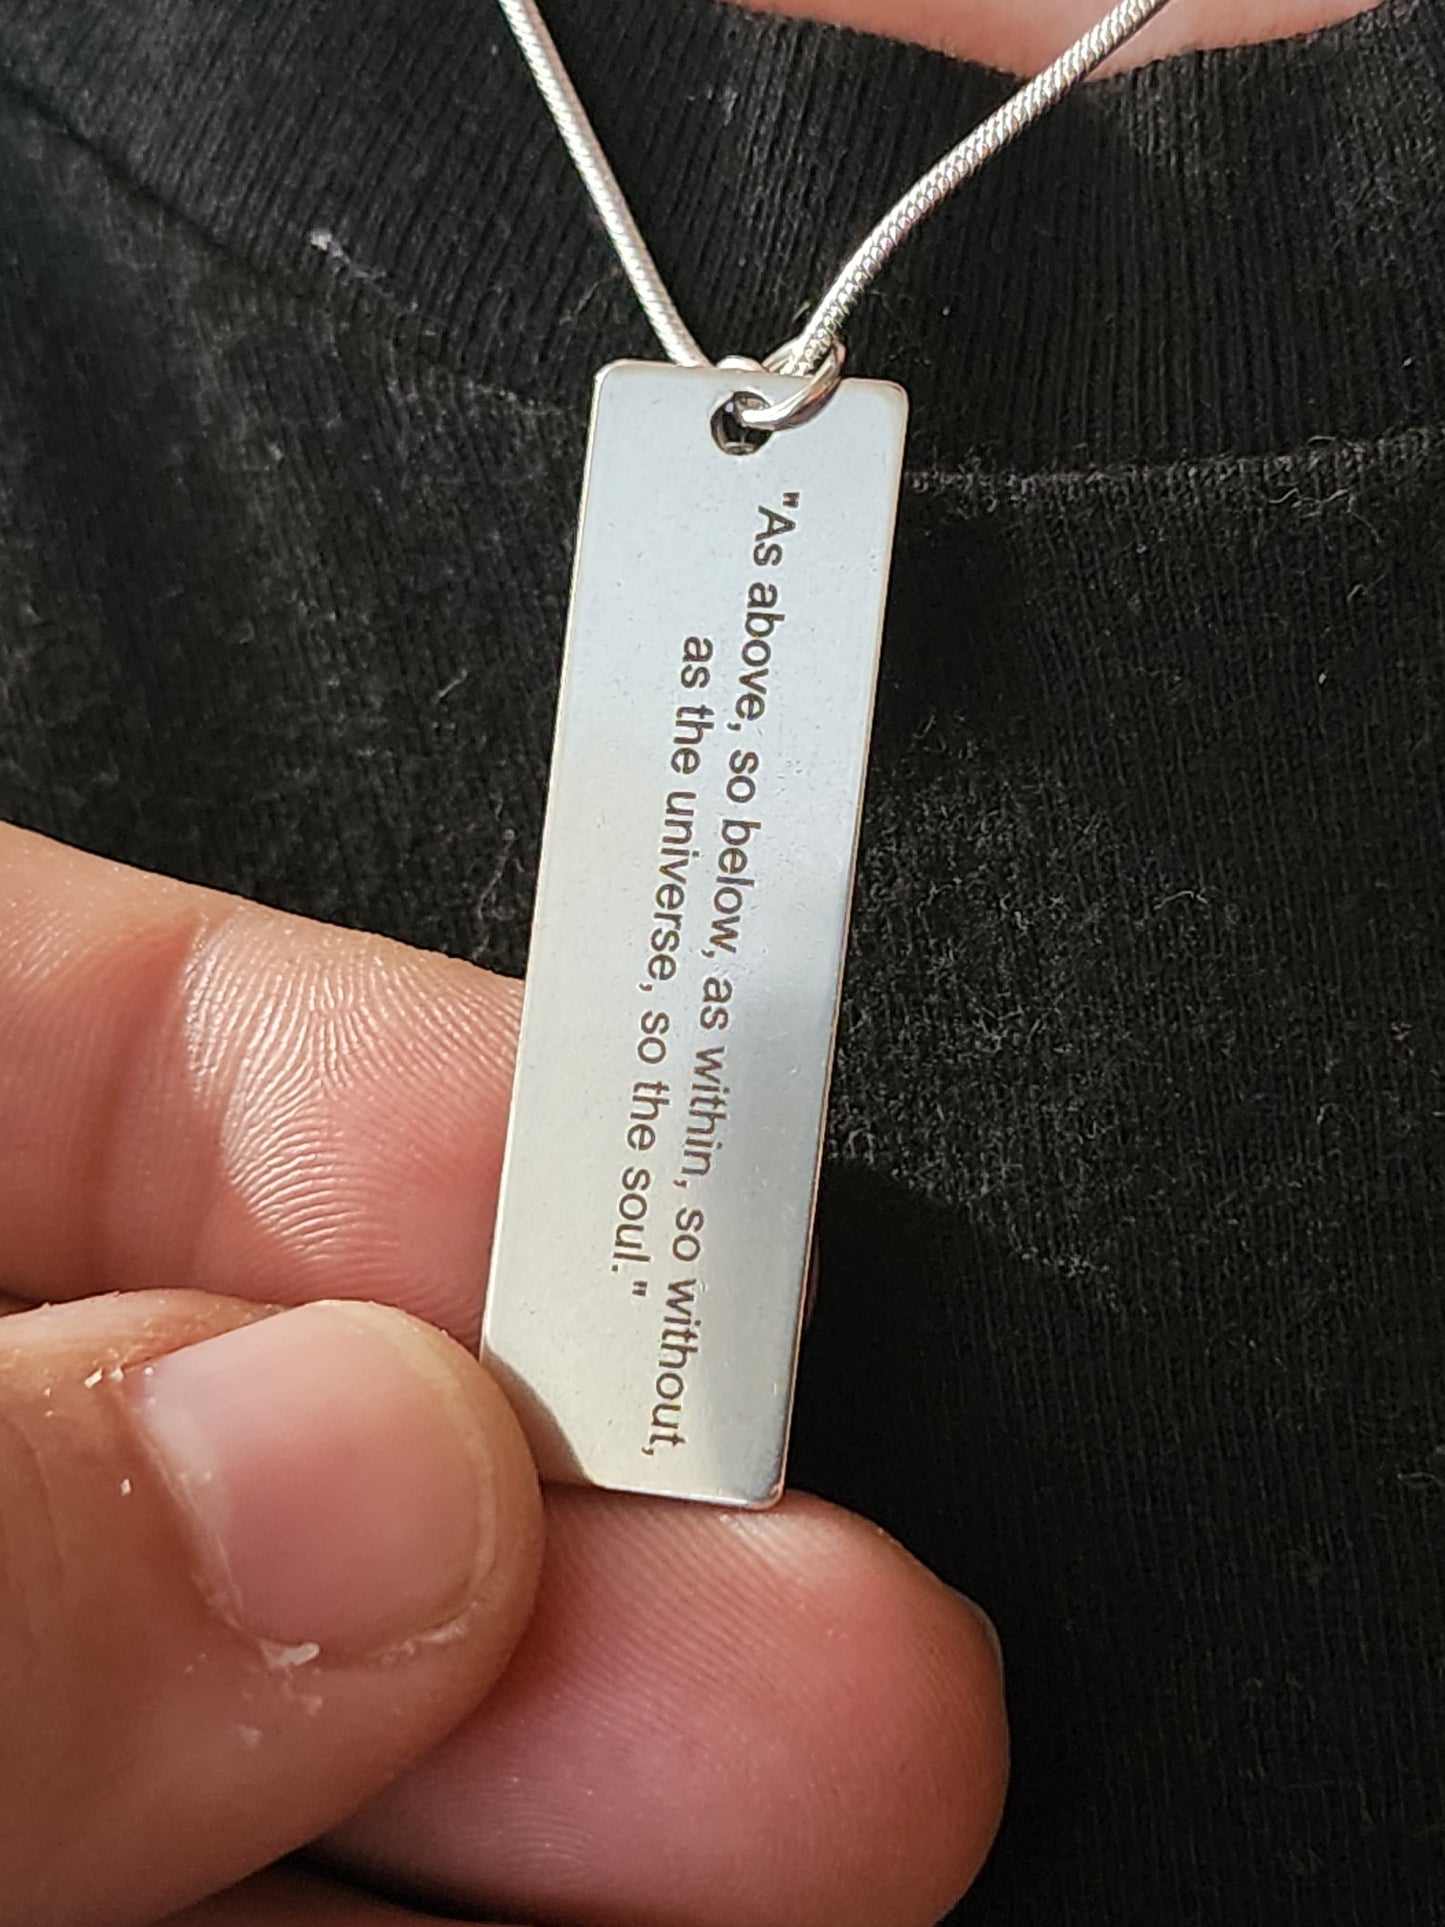 "As above, so below, as within, so without,
as the universe, so the soul."